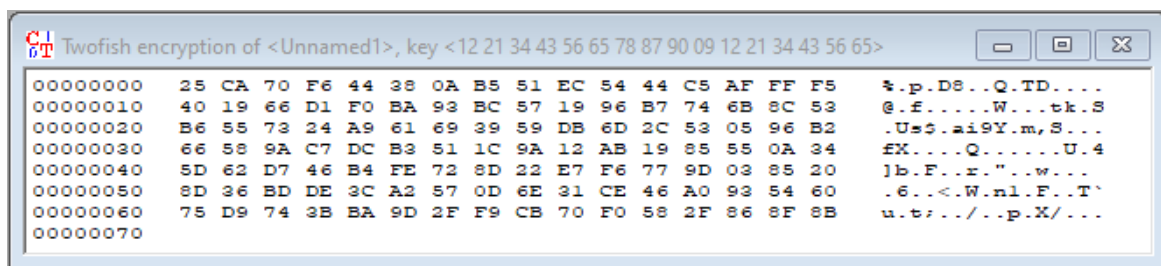 Twofish encryption of <Unnamed1>, key <12 21 34 43 56 65 78 87 90 09 12 21 34 43 56 65>
00000000 25 CA 70 F6 44 38 0A B5 51 EC 54 44 C5 AF FF F5 %.p.D8..Q.TD....
00000010 40 19 66 D1 F0 BA 93 BC 57 19 96 B7 74 6B 8C 53 @.f.....W...tk.S
00000020 B6 55 73 24 A9 61 69 39 59 DB 6D 2C 53 05 96 B2 .Us$.ai9Y.m,S...
00000030 66 58 9A C7 DC B3 51 1C 9A 12 AB 19 85 55 0A 34 fX....Q......U.4
00000040 5D 62 D7 46 B4 FE 72 8D 22 E7 F6 77 9D 03 85 20 ]b.F..r."..w... 
00000050 8D 36 BD DE 3C A2 57 0D 6E 31 CE 46 A0 93 54 60 .6..<.W.n1.F..T`
00000060 75 D9 74 3B BA 9D 2F F9 CB 70 F0 58 2F 86 8F 8B u.t;../..p.X/...
00000070